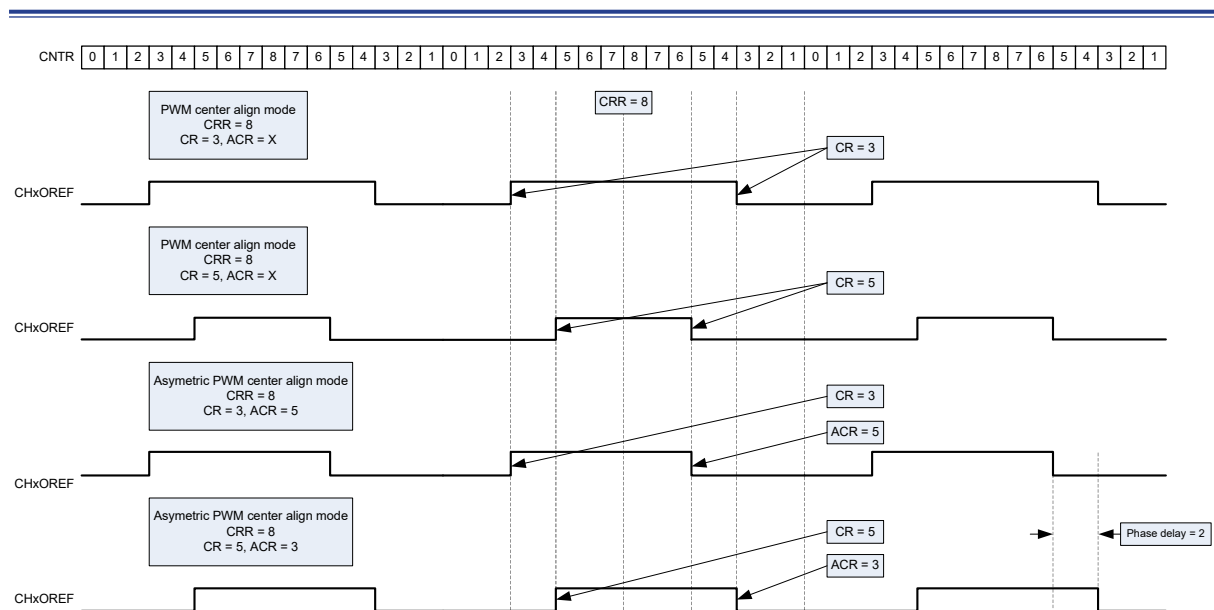 CNTR 0 1 2 3 4 5 6 7 8 7 6 5 4 3 2 1 0 1 2 3 4 5 6 7 8 7 6 5 4 3 2 1 0 1 2 3 4 5 6 7 8 7 6 5 4 3 2 1
PWM center align mode
CRR = 8
CR = 3, ACR = X
CRR = 8
CR = 3
CHxOREF
PWM center align mode
CRR = 8
CR = 5, ACR = X
CR = 5
CHxOREF
Asymetric PWM center align mode
CRR = 8
CR = 3, ACR = 5
CR = 3
ACR = 5
CHxOREF
Asymetric PWM center align mode
CRR = 8
CR = 5, ACR = 3
CR = 5
ACR = 3
Phase delay = 2
CHxOREF